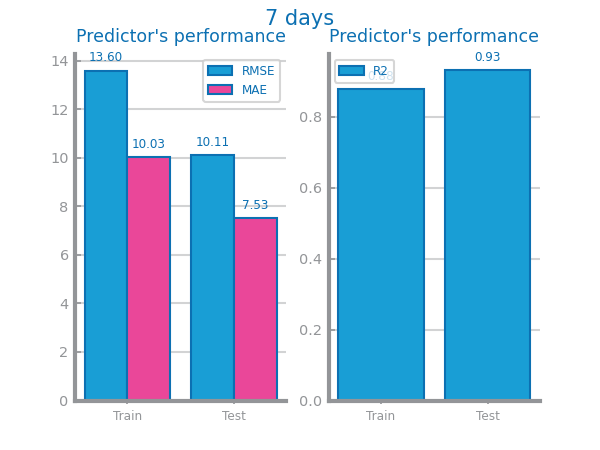 7 days
Predictor's performance
Predictor's performance
14
12
10
8
6
4
2
0
13.60
10.03
10.11
7.53
RMSE
MAE
Train
Test
0.8
0.6
0.4
0.2
0.0
R2
0.88
0.93
Train
Test